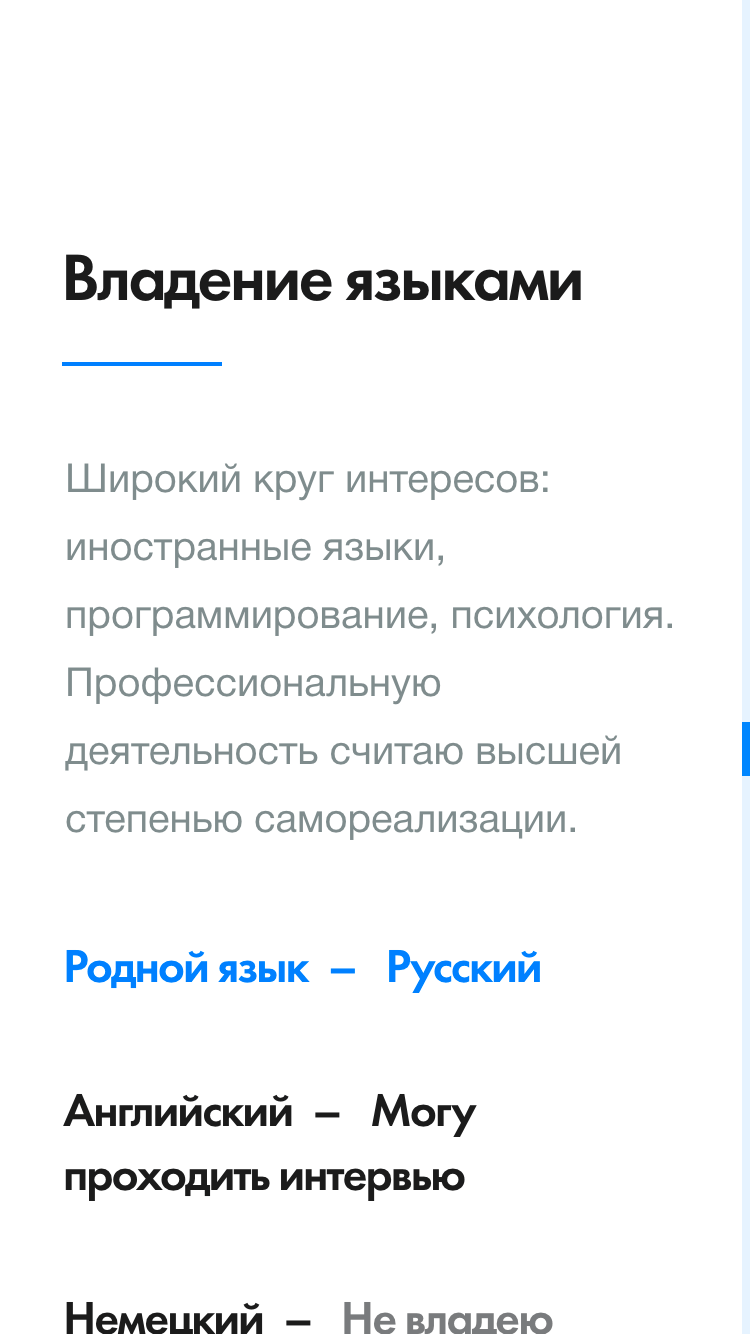 Владение языками
Широкий круг интересов:
иностранные языки,
программирование, психология.
Профессиональную
деятельность считаю высшей
степенью самореализации.
Родной язык – Русский
Английский – Могу
проходить интервью
Немецкий – Не владею